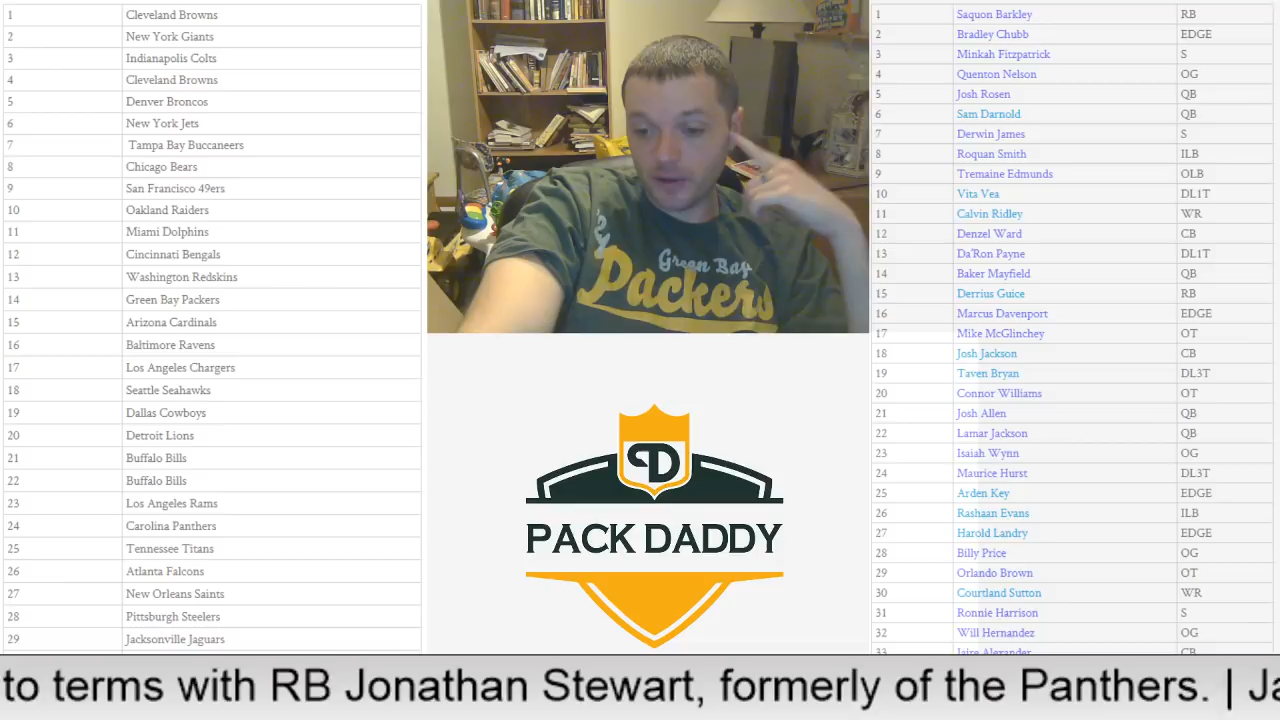 1 Cleveland Browns
2 New York Giants
3 Indianapolis Colts
4 Cleveland Browns
5 Denver Broncos
6 New York Jets
7 Tampa Bay Buccaneers
8 Chicago Bears
9 San Francisco 49ers
10 Oakland Raiders
11 Miami Dolphins
12 Cincinnati Bengals
13 Washington Redskins
14 Green Bay Packers
15 Arizona Cardinals
16 Baltimore Ravens
17 Los Angeles Chargers
18 Seattle Seahawks
19 Dallas Cowboys
20 Detroit Lions
21 Buffalo Bills
22 Buffalo Bills
23 Los Angeles Rams
24 Carolina Panthers
25 Tennessee Titans
26 Atlanta Falcons
27 New Orleans Saints
28 Pittsburgh Steelers
29 Jacksonville Jaguars
Green Bay
Packers
PD
PACK DADDY
1 Saquon Barkley RB
2 Bradley Chubb EDGE
3 Minkah Fitzpatrick S
4 Quenton Nelson OG
5 Josh Rosen QB
6 Sam Darnold QB
7 Derwin James S
8 Roquan Smith ILB
9 Tremaine Edmunds OLB
10 Vita Vea DL1T
11 Calvin Ridley WR
12 Denzel Ward CB
13 Da'Ron Payne DL1T
14 Baker Mayfield QB
15 Derrius Guice RB
16 Marcus Davenport EDGE
17 Mike McGlinchey OT
18 Josh Jackson CB
19 Taven Bryan DL3T
20 Connor Williams OT
21 Josh Allen QB
22 Lamar Jackson QB
23 Isaiah Wynn OG
24 Maurice Hurst DL3T
25 Arden Key EDGE
26 Rashaan Evans ILB
27 Harold Landry EDGE
28 Billy Price OG
29 Orlando Brown OT
30 Courtland Sutton WR
31 Ronnie Harrison S
32 Will Hernandez OG
33 Jaire Alexander CB
to terms with RB Jonathan Stewart, formerly of the Panthers. | Ja